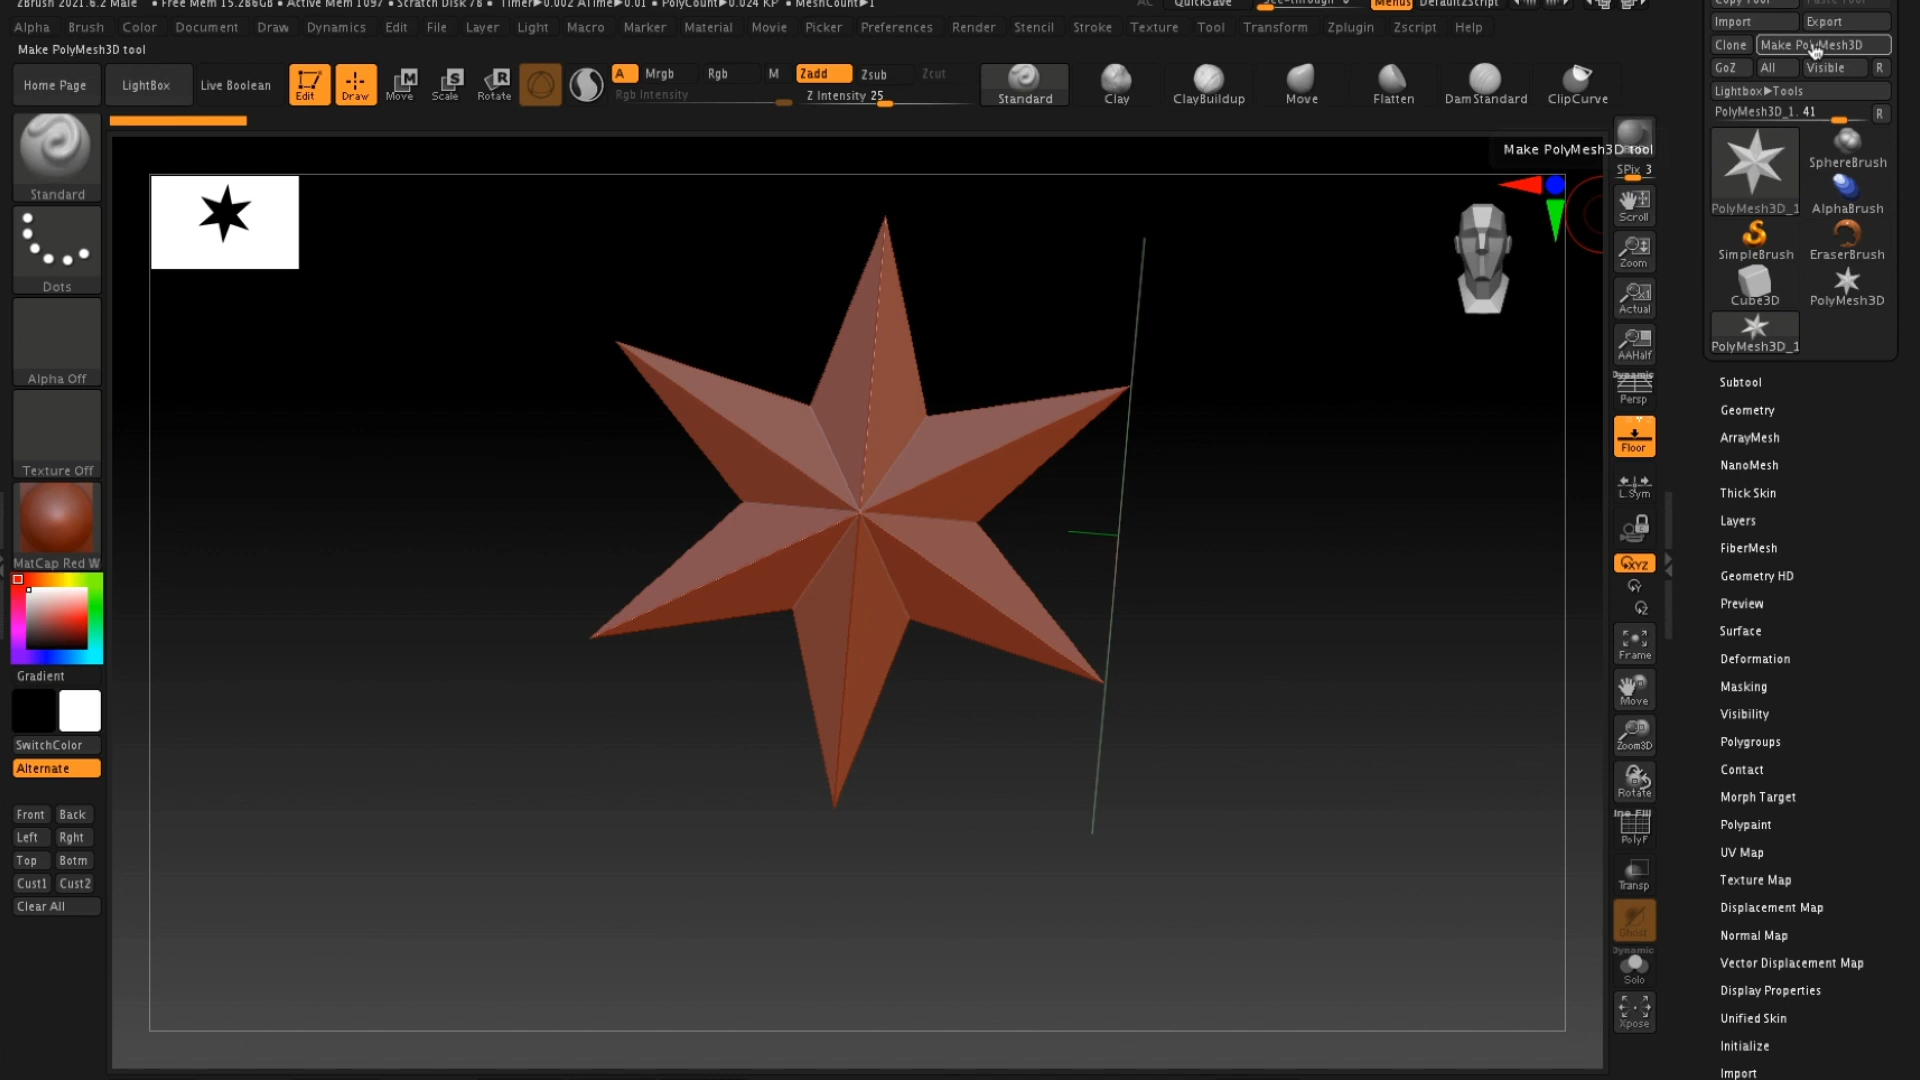 ZBrush 2021.6.2 Male • Free Mem 15.286GB • Active Mem 1097 • Scratch Disk 78 • Timer▶0.002 ATime▶0.01 • PolyCount▶0.024 KP • MeshCount▶1 AC QuickSave See-through 0 Menus DefaultZScript
Alpha Brush Color Document Draw Dynamics Edit File Layer Light Macro Marker Material Movie Picker Preferences Render Stencil Stroke Texture Tool Transform Zplugin Zscript Help
Make PolyMesh3D tool
Home Page LightBox Live Boolean Edit Draw Move Scale Rotate
A Mrgb Rgb M Zadd Zsub Zcut
Rgb Intensity Z Intensity 25
Standard Clay ClayBuildup Move Flatten DamStandard ClipCurve
Standard
Dots
Alpha Off
Texture Off
MatCap Red W
Gradient
SwitchColor
Alternate
Front Back
Left Rght
Top Botm
Cust1 Cust2
Clear All
Make PolyMesh3D tool
SPix 3
Scroll
Zoom
Actual
AAHalf
Dynamic
Persp
Floor
L.Sym
XYZ
Y
Z
Frame
Move
Zoom3D
Rotate
Line Fill
PolyF
Transp
Ghost
Dynamic
Solo
Xpose
Copy Tool Paste Tool
Import Export
Clone Make PolyMesh3D
GoZ All Visible R
Lightbox▶Tools
PolyMesh3D_1. 41 R
PolyMesh3D_1 SphereBrush
AlphaBrush
SimpleBrush EraserBrush
Cube3D PolyMesh3D
PolyMesh3D_1
Subtool
Geometry
ArrayMesh
NanoMesh
Thick Skin
Layers
FiberMesh
Geometry HD
Preview
Surface
Deformation
Masking
Visibility
Polygroups
Contact
Morph Target
Polypaint
UV Map
Texture Map
Displacement Map
Normal Map
Vector Displacement Map
Display Properties
Unified Skin
Initialize
Import